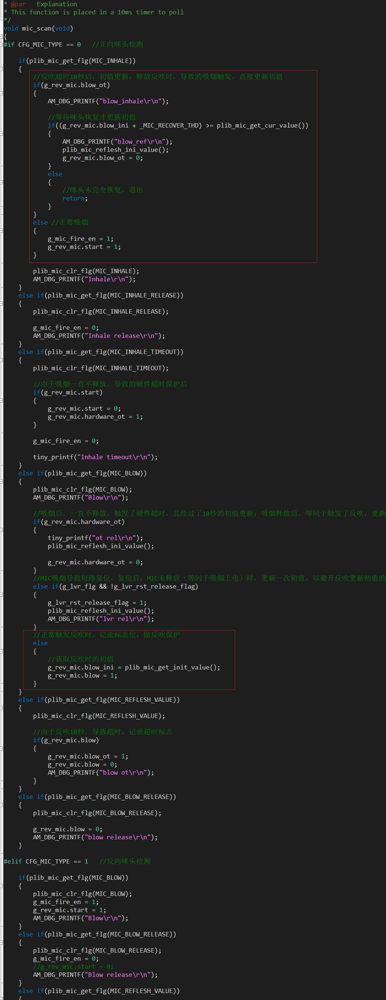 * @par   Explanation
* This function is placed in a 10ms timer to poll
*/
void mic_scan(void)
{
#if CFG_MIC_TYPE == 0   //正向咪头检测
    if(plib_mic_get_flg(MIC_INHALE))
    {
        //反吹超时10秒后，初值更新，释放反吹时，导致的吸烟触发，直接更新初值
        if(g_rev_mic.blow_ot)
        {
            AM_DBG_PRINTF("blow_inhale\r\n");
            //等待咪头恢复才更新初值
            if((g_rev_mic.blow_ini + _MIC_RECOVER_THD) >= plib_mic_get_cur_value())
            {
                AM_DBG_PRINTF("blow_ref\r\n");
                plib_mic_reflesh_ini_value();
                g_rev_mic.blow_ot = 0;
            }
            else
            {
                //咪头未完全恢复，退出
                return;
            }
        }
        else //正常吸烟
        {
            g_mic_fire_en = 1;
            g_rev_mic.start = 1;
        }
        plib_mic_clr_flg(MIC_INHALE);
        AM_DBG_PRINTF("Inhale\r\n");
    }
    else if(plib_mic_get_flg(MIC_INHALE_RELEASE))
    {
        plib_mic_clr_flg(MIC_INHALE_RELEASE);
        g_mic_fire_en = 0;
        AM_DBG_PRINTF("Inhale release\r\n");
    }
    else if(plib_mic_get_flg(MIC_INHALE_TIMEOUT))
    {
        plib_mic_clr_flg(MIC_INHALE_TIMEOUT);
        //由于吸烟一直不释放，导致的硬件超时保护后
        if(g_rev_mic.start)
        {
            g_rev_mic.start = 0;
            g_rev_mic.hardware_ot = 1;
        }
        g_mic_fire_en = 0;
        tiny_printf("Inhale timeout\r\n");
    }
    else if(plib_mic_get_flg(MIC_BLOW))
    {
        plib_mic_clr_flg(MIC_BLOW);
        AM_DBG_PRINTF("Blow\r\n");
        //吸烟后，一直不释放，触发了硬件超时，且经过了10秒的初值更新；吸烟释放后，等同于触发了反吹，更新
        if(g_rev_mic.hardware_ot)
        {
            tiny_printf("ot rel\r\n");
            plib_mic_reflesh_ini_value();
            g_rev_mic.hardware_ot = 0;
        }
        //MIC吸烟导致短路复位，复位后，MIC未释放（等同于吸烟上电）时，更新一次初值，以避开反吹更新初值的
        else if(g_lvr_flg && !g_lvr_rst_release_flag)
        {
            g_lvr_rst_release_flag = 1;
            plib_mic_reflesh_ini_value();
            AM_DBG_PRINTF("lvr rel\r\n");
        }
        //正常触发反吹时，记录标志位，做反吹保护
        else
        {
            //获取反吹时的初值
            g_rev_mic.blow_ini = plib_mic_get_init_value();
            g_rev_mic.blow = 1;
        }
    }
    else if(plib_mic_get_flg(MIC_REFLESH_VALUE))
    {
        plib_mic_clr_flg(MIC_REFLESH_VALUE);
        //由于反吹10秒，导致超时，记录超时标志
        if(g_rev_mic.blow)
        {
            g_rev_mic.blow_ot = 1;
            g_rev_mic.blow = 0;
            AM_DBG_PRINTF("blow ot\r\n");
        }
    }
    else if(plib_mic_get_flg(MIC_BLOW_RELEASE))
    {
        plib_mic_clr_flg(MIC_BLOW_RELEASE);
        g_rev_mic.blow = 0;
        AM_DBG_PRINTF("blow release\r\n");
    }
#elif CFG_MIC_TYPE == 1   //反向咪头检测
    if(plib_mic_get_flg(MIC_BLOW))
    {
        plib_mic_clr_flg(MIC_BLOW);
        g_mic_fire_en = 1;
        g_rev_mic.start = 1;
        AM_DBG_PRINTF("Blow\r\n");
    }
    else if(plib_mic_get_flg(MIC_BLOW_RELEASE))
    {
        plib_mic_clr_flg(MIC_BLOW_RELEASE);
        g_mic_fire_en = 0;
        //g_rev_mic.start = 0;
        AM_DBG_PRINTF("Blow release\r\n");
    }
    else if(plib_mic_get_flg(MIC_REFLESH_VALUE))
    {